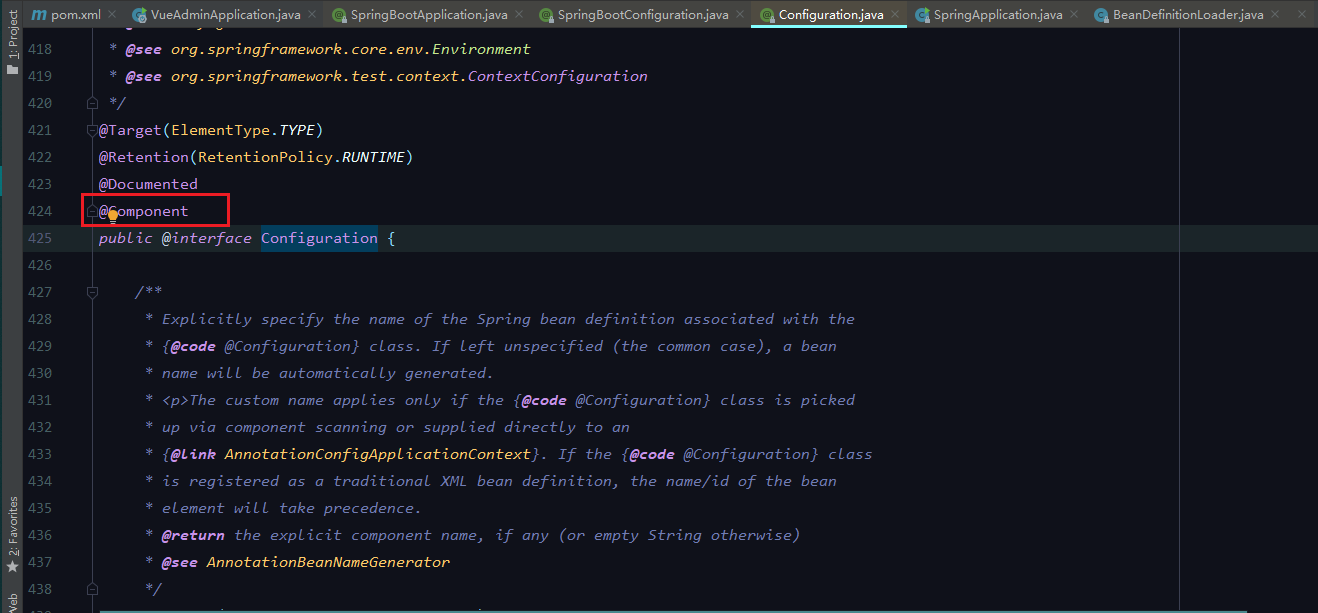 1: Project
pom.xml
VueAdminApplication.java
SpringBootApplication.java
SpringBootConfiguration.java
Configuration.java
SpringApplication.java
BeanDefinitionLoader.java
418 * @see org.springframework.core.env.Environment
419 * @see org.springframework.test.context.ContextConfiguration
420 */
421 @Target(ElementType.TYPE)
422 @Retention(RetentionPolicy.RUNTIME)
423 @Documented
424 @Component
425 public @interface Configuration {
426
427 /**
428 * Explicitly specify the name of the Spring bean definition associated with the
429 * {@code @Configuration} class. If left unspecified (the common case), a bean
430 * name will be automatically generated.
431 * <p>The custom name applies only if the {@code @Configuration} class is picked
432 * up via component scanning or supplied directly to an
433 * {@link AnnotationConfigApplicationContext}. If the {@code @Configuration} class
434 * is registered as a traditional XML bean definition, the name/id of the bean
435 * element will take precedence.
436 * @return the explicit component name, if any (or empty String otherwise)
437 * @see AnnotationBeanNameGenerator
438 */
2: Favorites